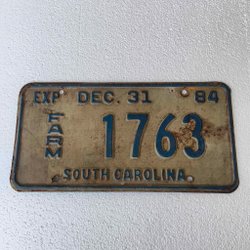 EXP DEC. 31 84
FARM 1763
SOUTH CAROLINA